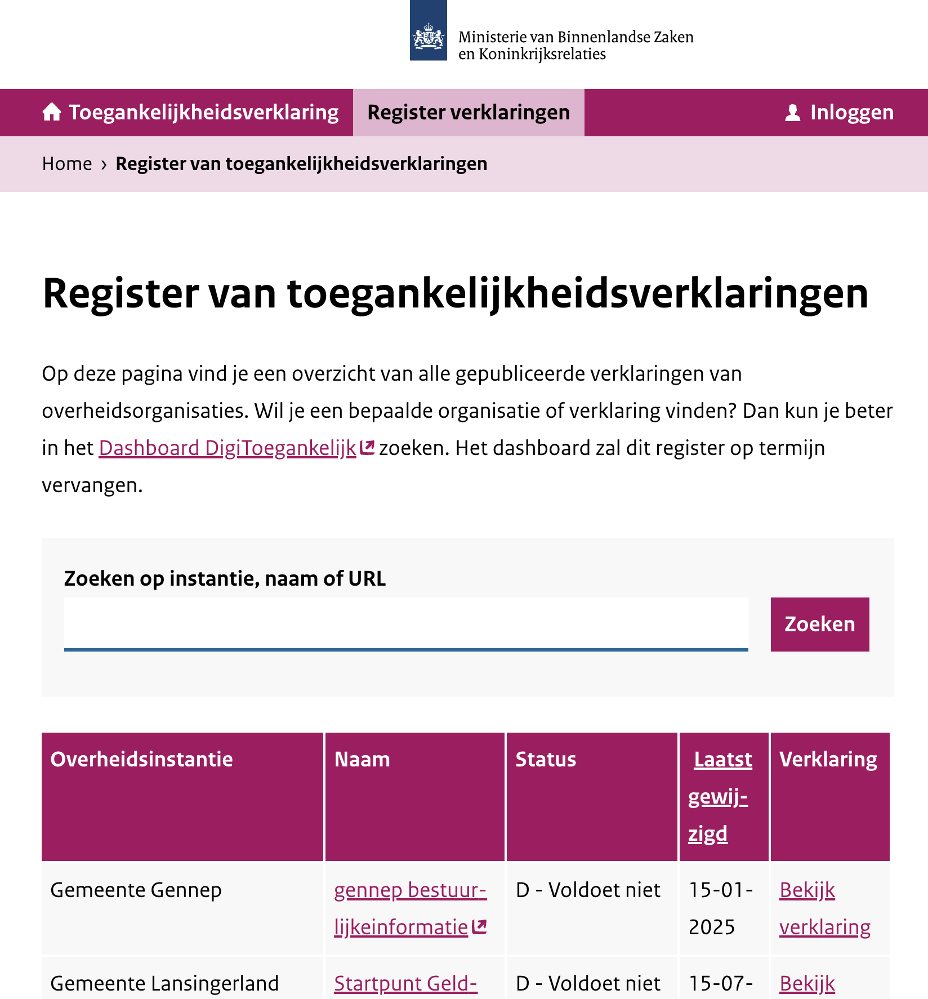 Ministerie van Binnenlandse Zaken
en Koninkrijksrelaties
Toegankelijkheidsverklaring Register verklaringen Inloggen
Home › Register van toegankelijkheidsverklaringen
Register van toegankelijkheidsverklaringen
Op deze pagina vind je een overzicht van alle gepubliceerde verklaringen van
overheidsorganisaties. Wil je een bepaalde organisatie of verklaring vinden? Dan kun je beter
in het Dashboard DigiToegankelijk zoeken. Het dashboard zal dit register op termijn
vervangen.
Zoeken op instantie, naam of URL
Zoeken
Overheidsinstantie Naam Status Laatst Verklaring
gewij-
zigd
Gemeente Gennep gennep bestuur- D - Voldoet niet 15-01- Bekijk
lijkeinformatie 2025 verklaring
Gemeente Lansingerland Startpunt Geld- D - Voldoet niet 15-07- Bekijk